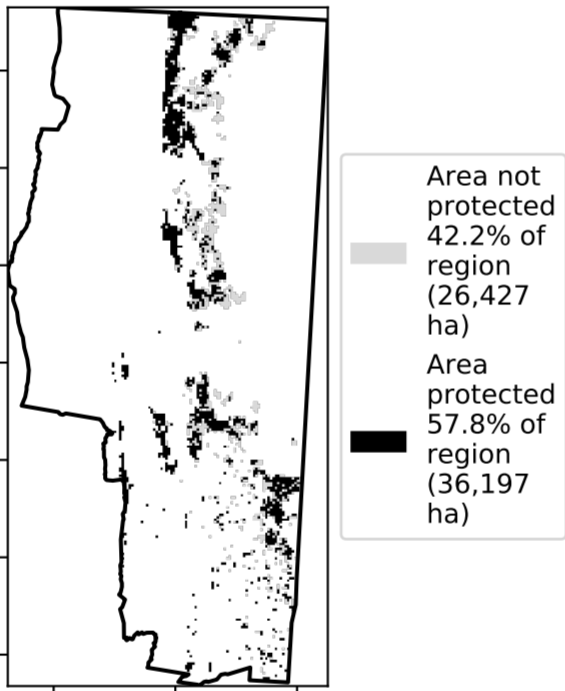 Area not
protected
42.2% of
region
(26,427
ha)
Area
protected
57.8% of
region
(36,197
ha)